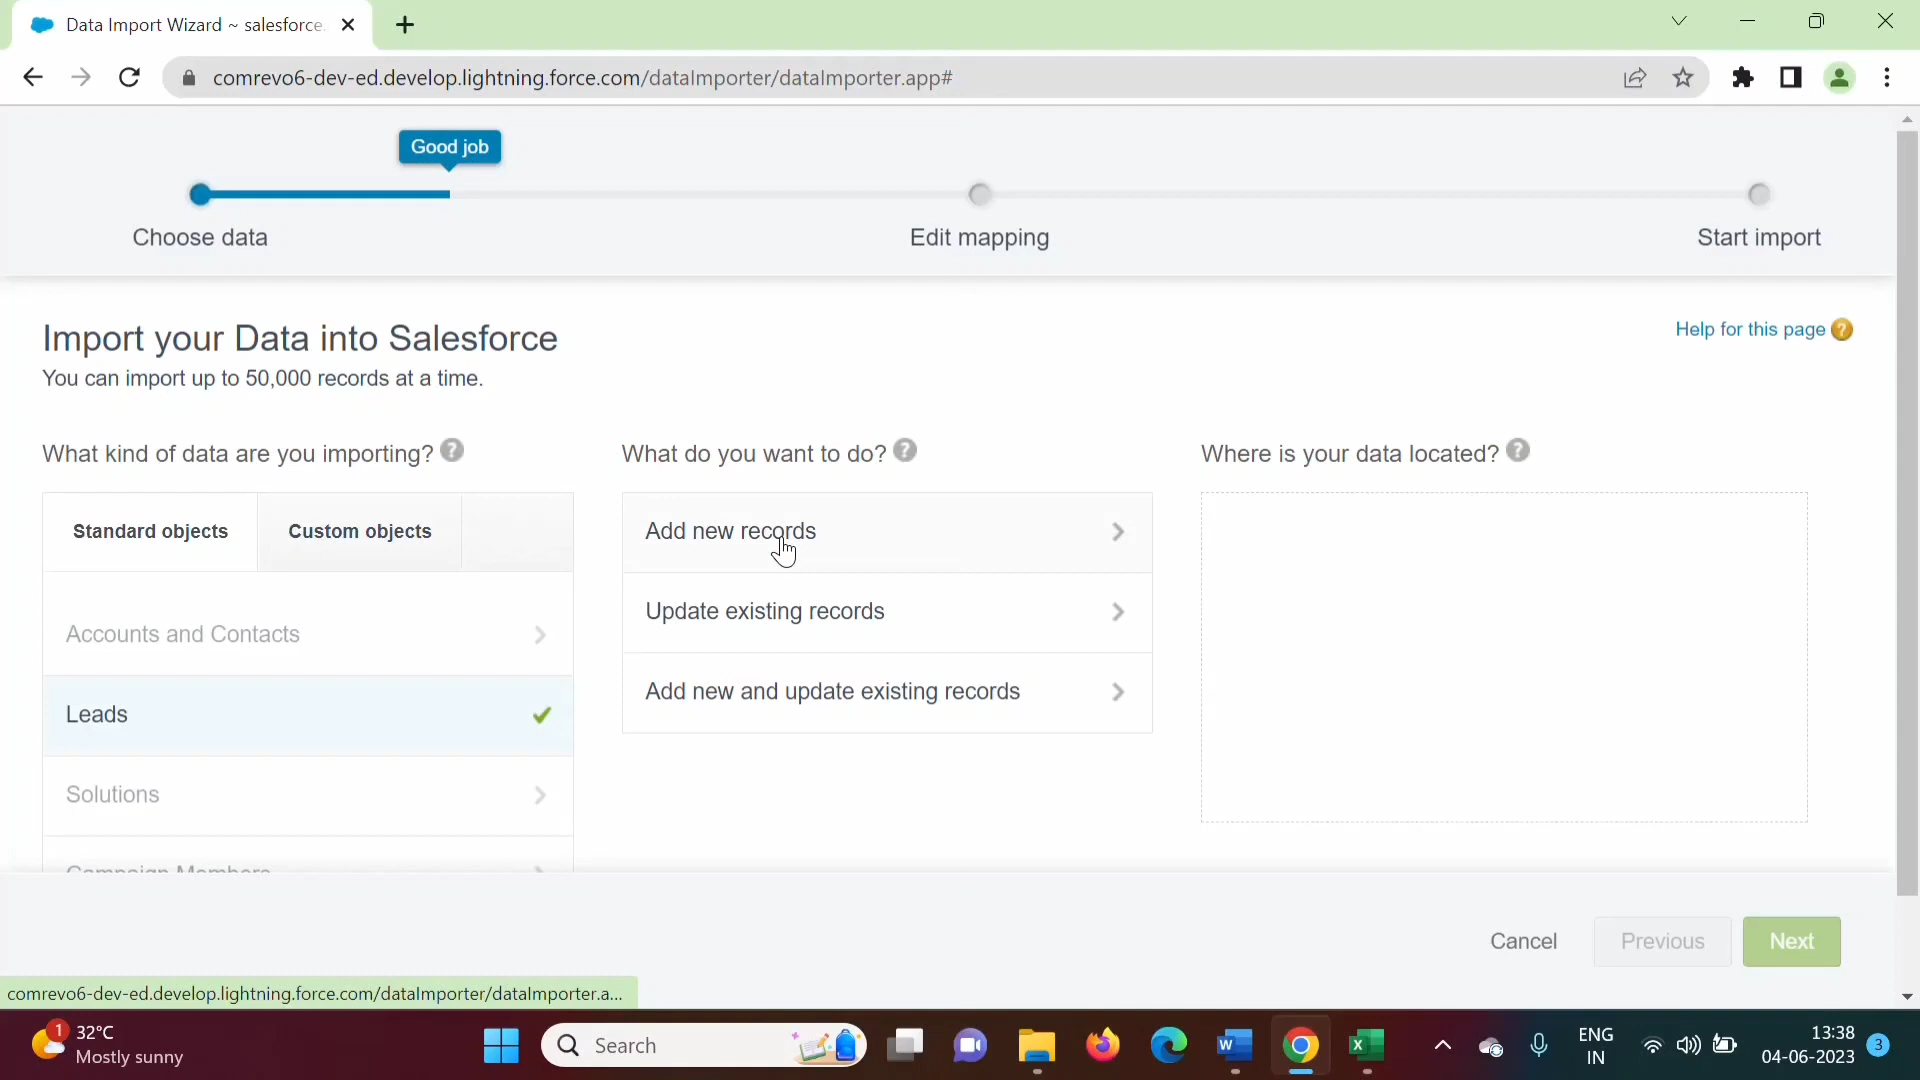 Data Import Wizard ~ salesforce.
comrevo6-dev-ed.develop.lightning.force.com/dataImporter/dataImporter.app#
Good job
Choose data
Edit mapping
Start import
Import your Data into Salesforce
Help for this page ?
You can import up to 50,000 records at a time.
What kind of data are you importing? ?
What do you want to do? ?
Where is your data located? ?
Standard objects
Custom objects
Add new records
Accounts and Contacts
Update existing records
Leads
Add new and update existing records
Solutions
Campaign Members
Cancel
Previous
Next
comrevo6-dev-ed.develop.lightning.force.com/dataImporter/dataImporter.a...
1
32°C
Mostly sunny
Search
ENG
IN
13:38
04-06-2023
3